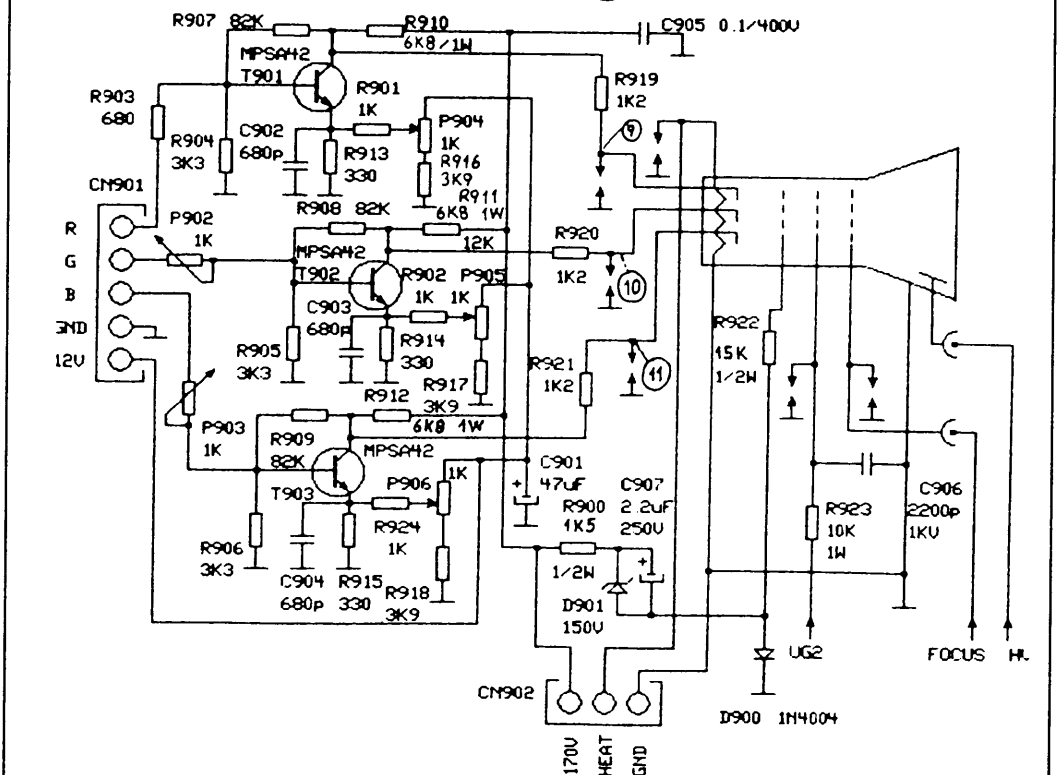 R907 82K
R910
6K8/1W
C905 0.1/400V
MPSA42
T901
R901
1K
R919
1K2
R903
680
R904
3K3
C902
680p
R913
330
P904
1K
R916
3K9
9
CN901
R911
6K8 1W
R908 82K
12K
R
P902
1K
G
MPSA42
T902
R902
1K
P905
1K
R920
1K2
10
B
C903
680p
R914
330
GND
12V
R905
3K3
R917
3K9
R921
1K2
11
R922
15K
1/2W
R912
6K8 1W
P903
1K
R909
82K
MPSA42
T903
P906
1K
C901
47uF
R900
1K5
1/2W
C907
2.2uF
250V
R923
10K
1W
C906
2200p
1KV
R906
3K3
C904
680p
R915
330
R924
1K
R918
3K9
D901
150V
UG2
FOCUS
CN902
D900 1N4004
170V
HEAT
GND